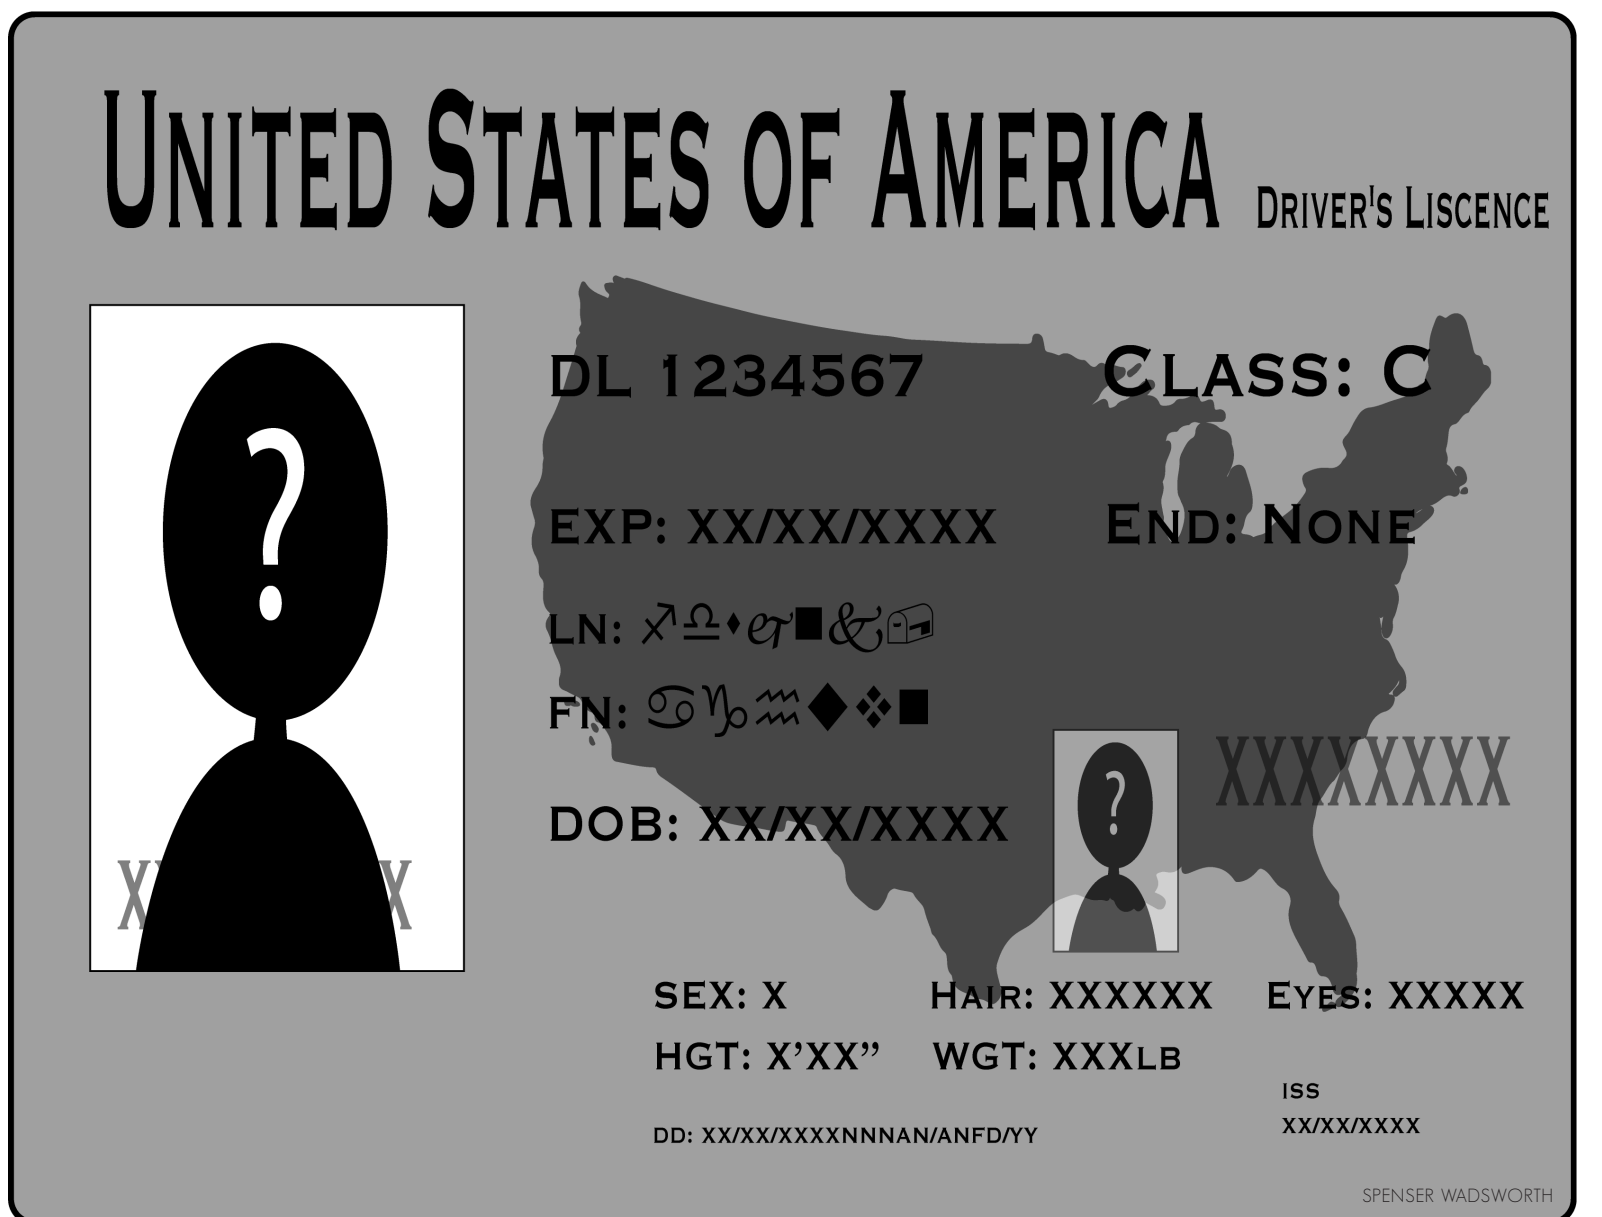 UNITED STATES OF AMERICA DRIVER'S LISCENCE
DL 1234567 CLASS: C
EXP: XX/XX/XXXX END: NONE
LN: ♐♎⬧🙰■🙵🖃
FN: ♋♑♒⧫❖■
XXXXXXXX
DOB: XX/XX/XXXX
SEX: X HAIR: XXXXXX EYES: XXXXX
HGT: X’XX” WGT: XXXLB
ISS
XX/XX/XXXX
DD: XX/XX/XXXXNNNAN/ANFD/YY
SPENSER WADSWORTH